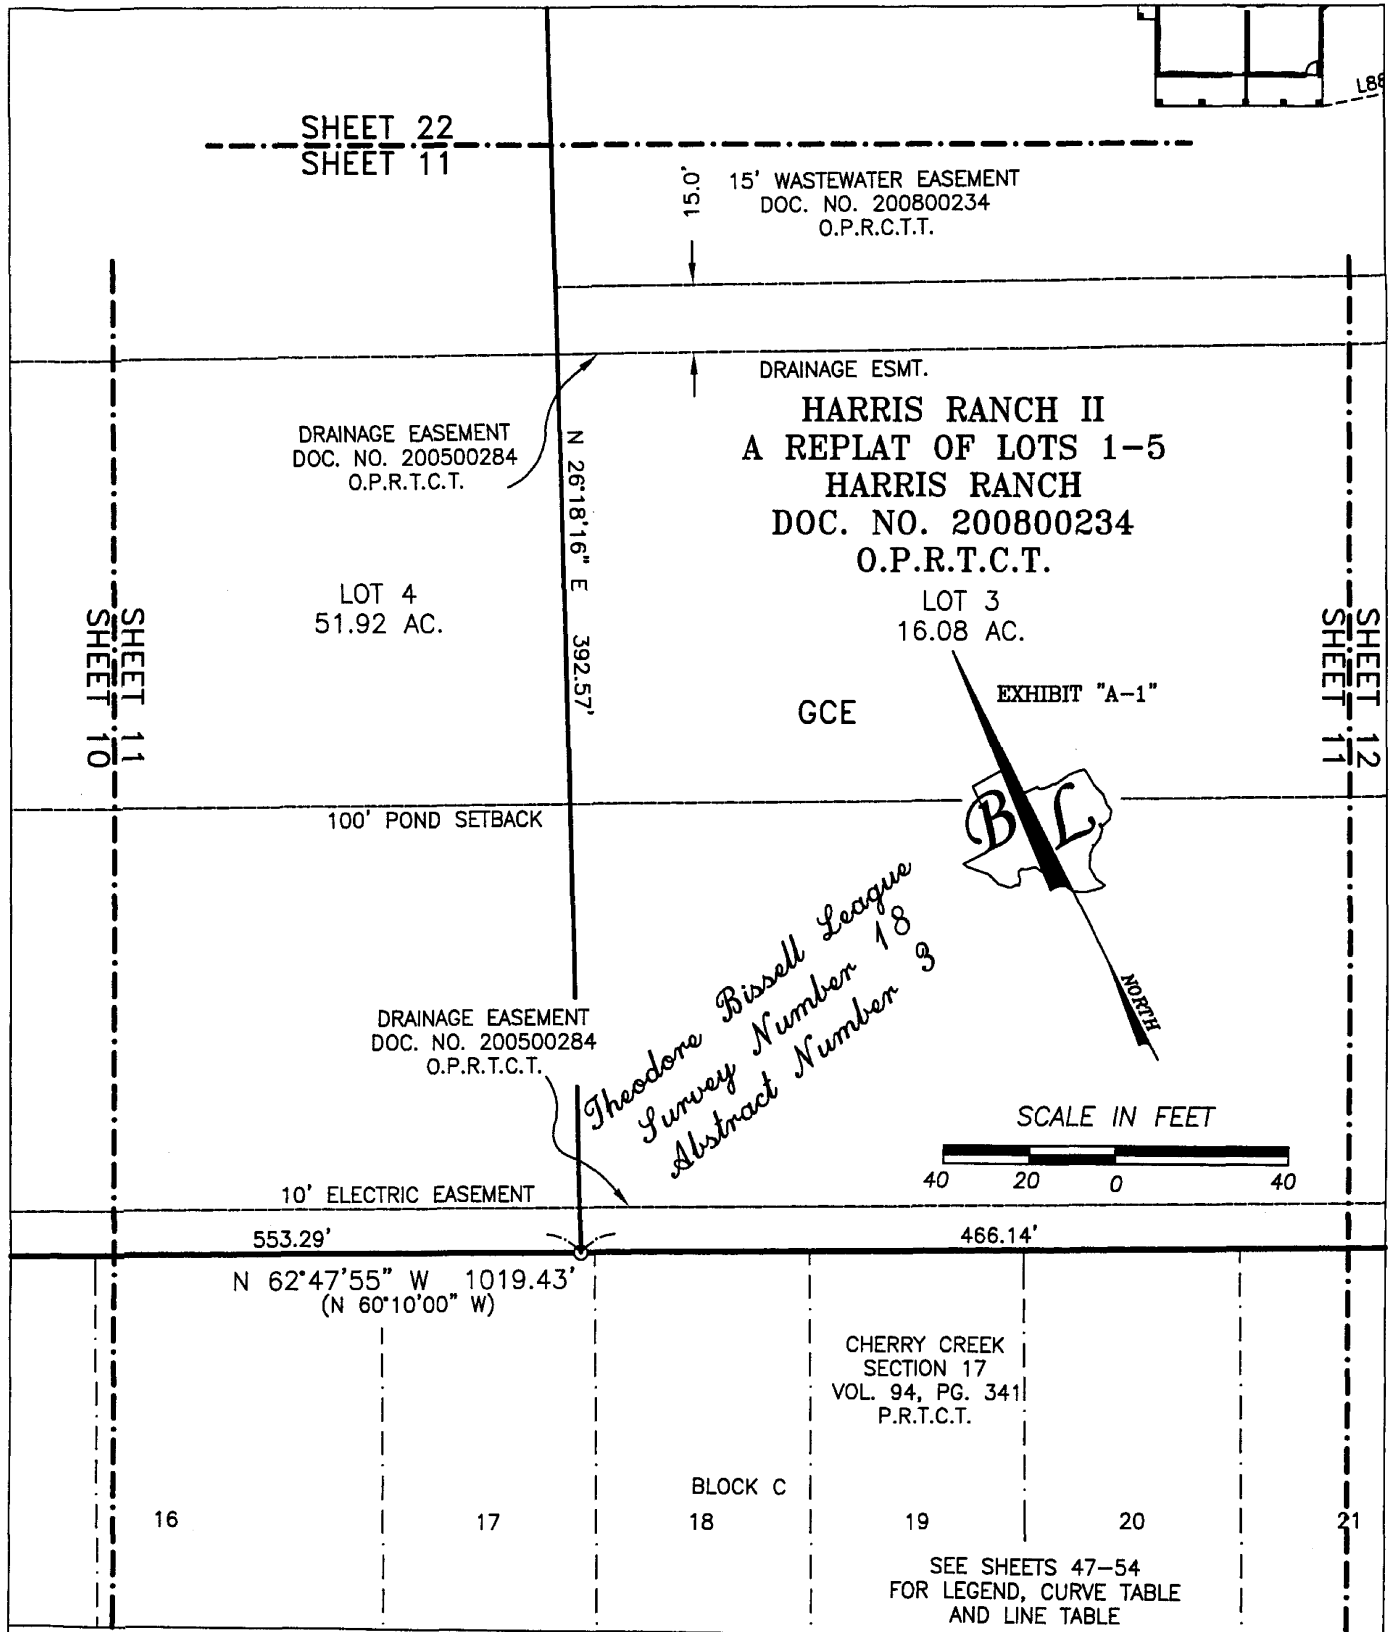 L88
SHEET 22
SHEET 11
15.0'
15' WASTEWATER EASEMENT
DOC. NO. 200800234
O.P.R.C.T.T.
DRAINAGE ESMT.
HARRIS RANCH II
A REPLAT OF LOTS 1-5
HARRIS RANCH
DOC. NO. 200800234
O.P.R.T.C.T.
DRAINAGE EASEMENT
DOC. NO. 200500284
O.P.R.T.C.T.
N 26°18'16" E 392.57'
LOT 4
51.92 AC.
LOT 3
16.08 AC.
SHEET 11
SHEET 10
SHEET 12
SHEET 11
EXHIBIT "A-1"
GCE
B L
NORTH
100' POND SETBACK
Theodore Bissell League
Survey Number 18
Abstract Number 3
DRAINAGE EASEMENT
DOC. NO. 200500284
O.P.R.T.C.T.
SCALE IN FEET
40 20 0 40
10' ELECTRIC EASEMENT
553.29'
466.14'
N 62°47'55" W 1019.43'
(N 60°10'00" W)
CHERRY CREEK
SECTION 17
VOL. 94, PG. 341
P.R.T.C.T.
BLOCK C
16 17 18 19 20 21
SEE SHEETS 47-54
FOR LEGEND, CURVE TABLE
AND LINE TABLE